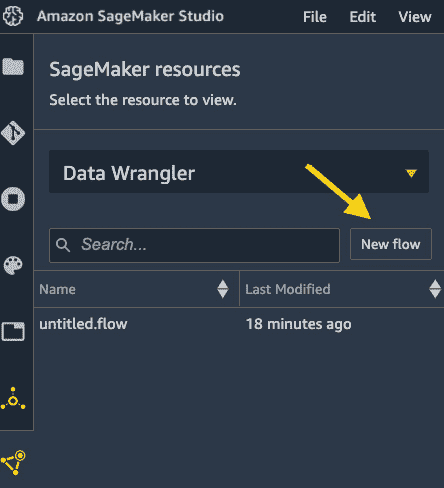 Amazon SageMaker Studio File Edit View
SageMaker resources
Select the resource to view.
Data Wrangler
Search... New flow
Name Last Modified
untitled.flow 18 minutes ago